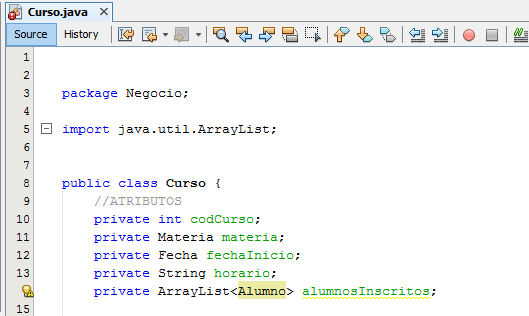 Curso.java
Source History
1
2
3 package Negocio;
4
5 import java.util.ArrayList;
6
7
8 public class Curso {
9 //ATRIBUTOS
10 private int codCurso;
11 private Materia materia;
12 private Fecha fechaInicio;
13 private String horario;
private ArrayList<Alumno> alumnosInscritos;
15